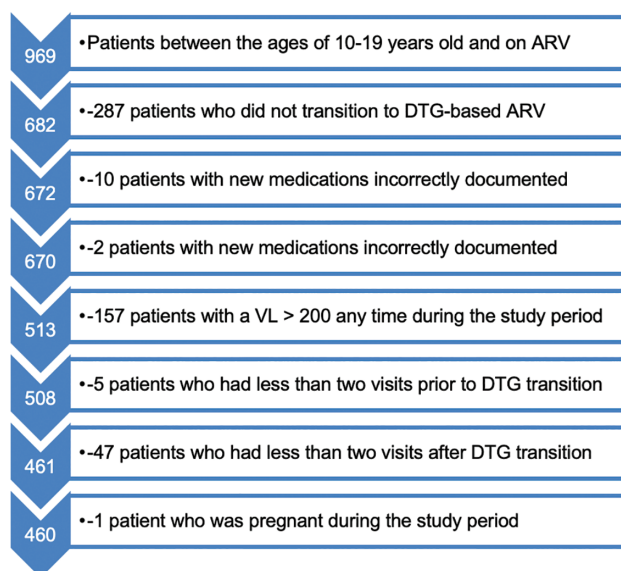 969 •Patients between the ages of 10-19 years old and on ARV
682 •-287 patients who did not transition to DTG-based ARV
672 •-10 patients with new medications incorrectly documented
670 •-2 patients with new medications incorrectly documented
513 •-157 patients with a VL > 200 any time during the study period
508 •-5 patients who had less than two visits prior to DTG transition
461 •-47 patients who had less than two visits after DTG transition
460 •-1 patient who was pregnant during the study period